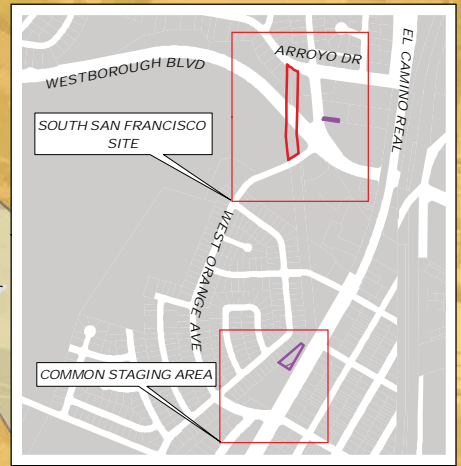 ARROYO DR
WESTBOROUGH BLVD
EL CAMINO REAL
SOUTH SAN FRANCISCO
SITE
WEST ORANGE AVE
COMMON STAGING AREA